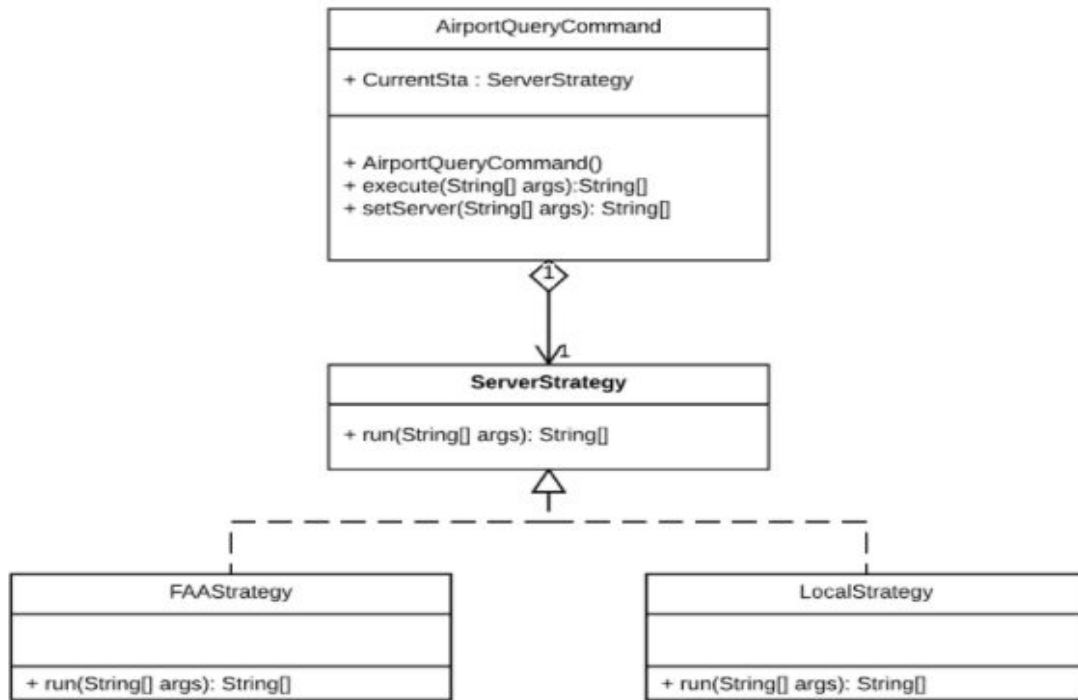 AirportQueryCommand
+ CurrentSta : ServerStrategy
+ AirportQueryCommand()
+ execute(String[] args):String[]
+ setServer(String[] args): String[]
1
1
ServerStrategy
+ run(String[] args): String[]
FAAStrategy
LocalStrategy
+ run(String[] args): String[]
+ run(String[] args): String[]